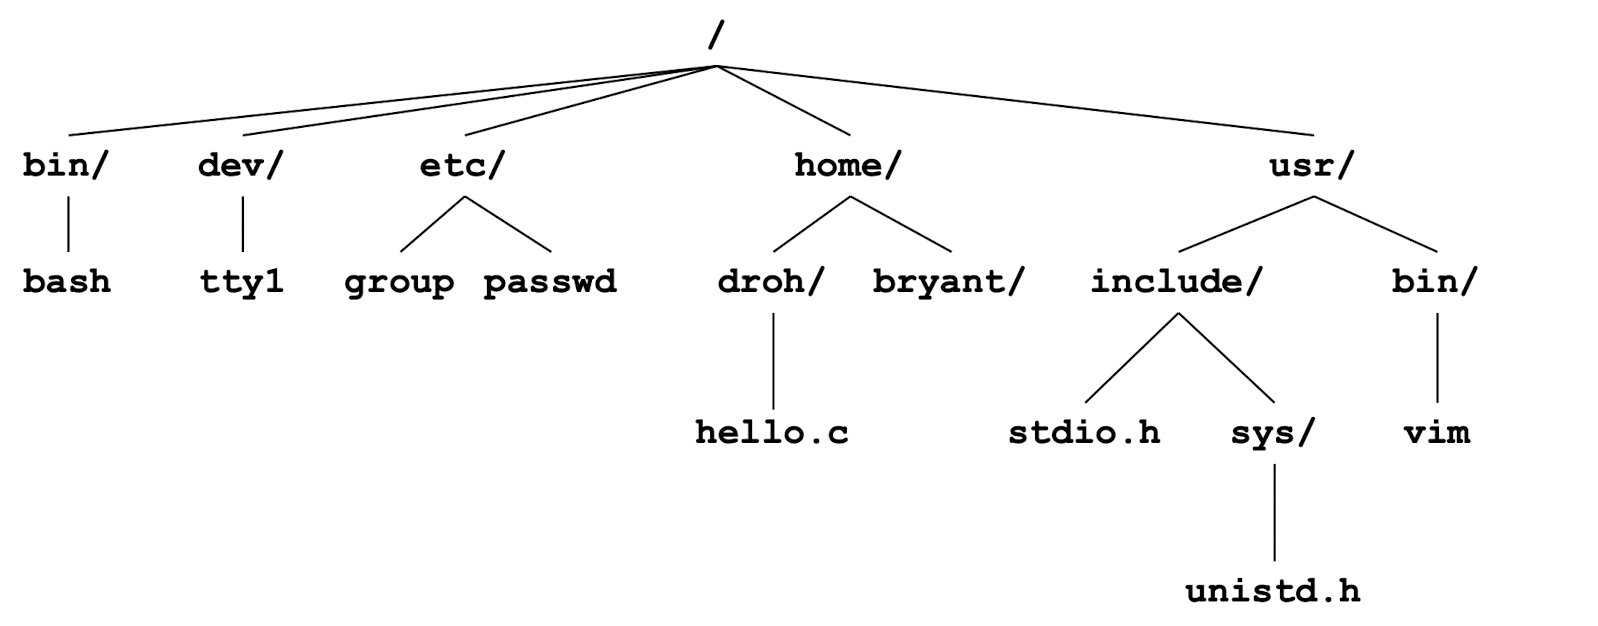 /
bin/ dev/ etc/ home/ usr/
bash tty1 group passwd droh/ bryant/ include/ bin/
hello.c stdio.h sys/ vim
unistd.h